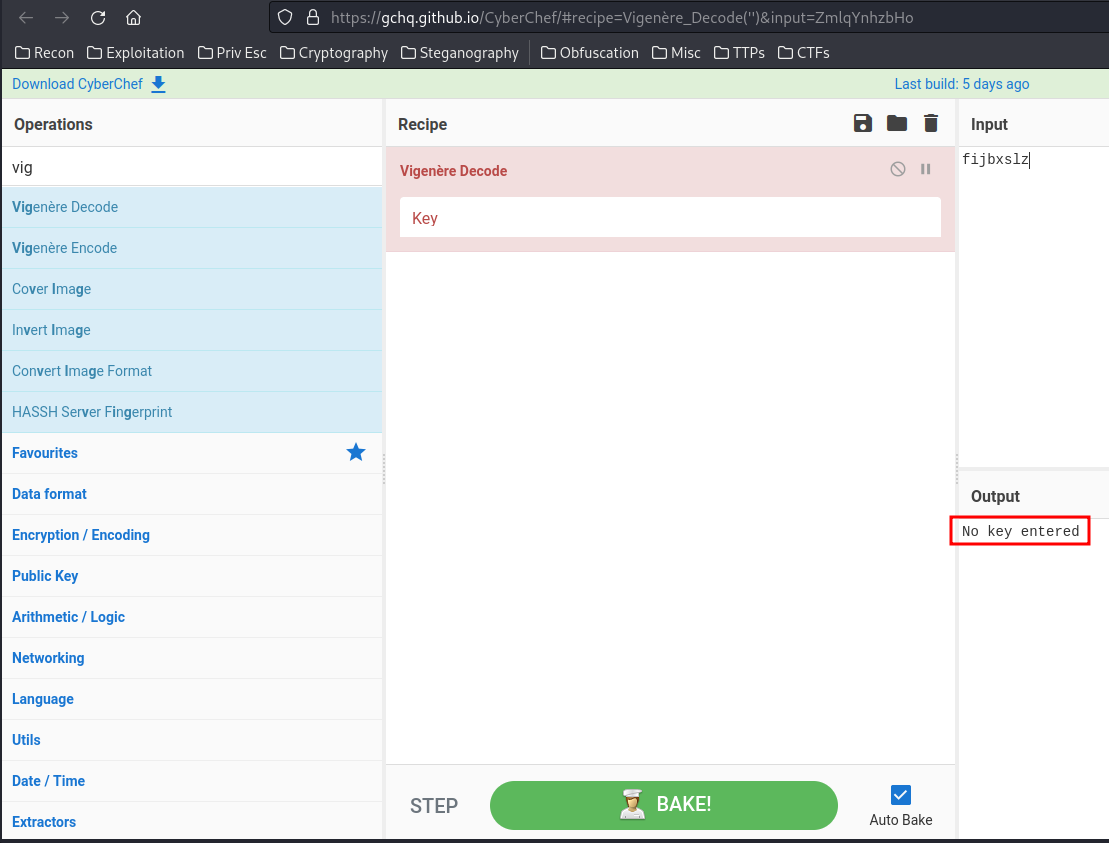 https://gchq.github.io/CyberChef/#recipe=Vigenère_Decode('')&input=ZmlqYnhzbHo
Recon Exploitation Priv Esc Cryptography Steganography Obfuscation Misc TTPs CTFs
Download CyberChef Last build: 5 days ago
Operations
vig
Vigenère Decode
Vigenère Encode
Cover Image
Invert Image
Convert Image Format
HASSH Server Fingerprint
Favourites
Data format
Encryption / Encoding
Public Key
Arithmetic / Logic
Networking
Language
Utils
Date / Time
Extractors
Recipe
Vigenère Decode
Key
STEP
BAKE!
Auto Bake
Input
fijbxslz
Output
No key entered